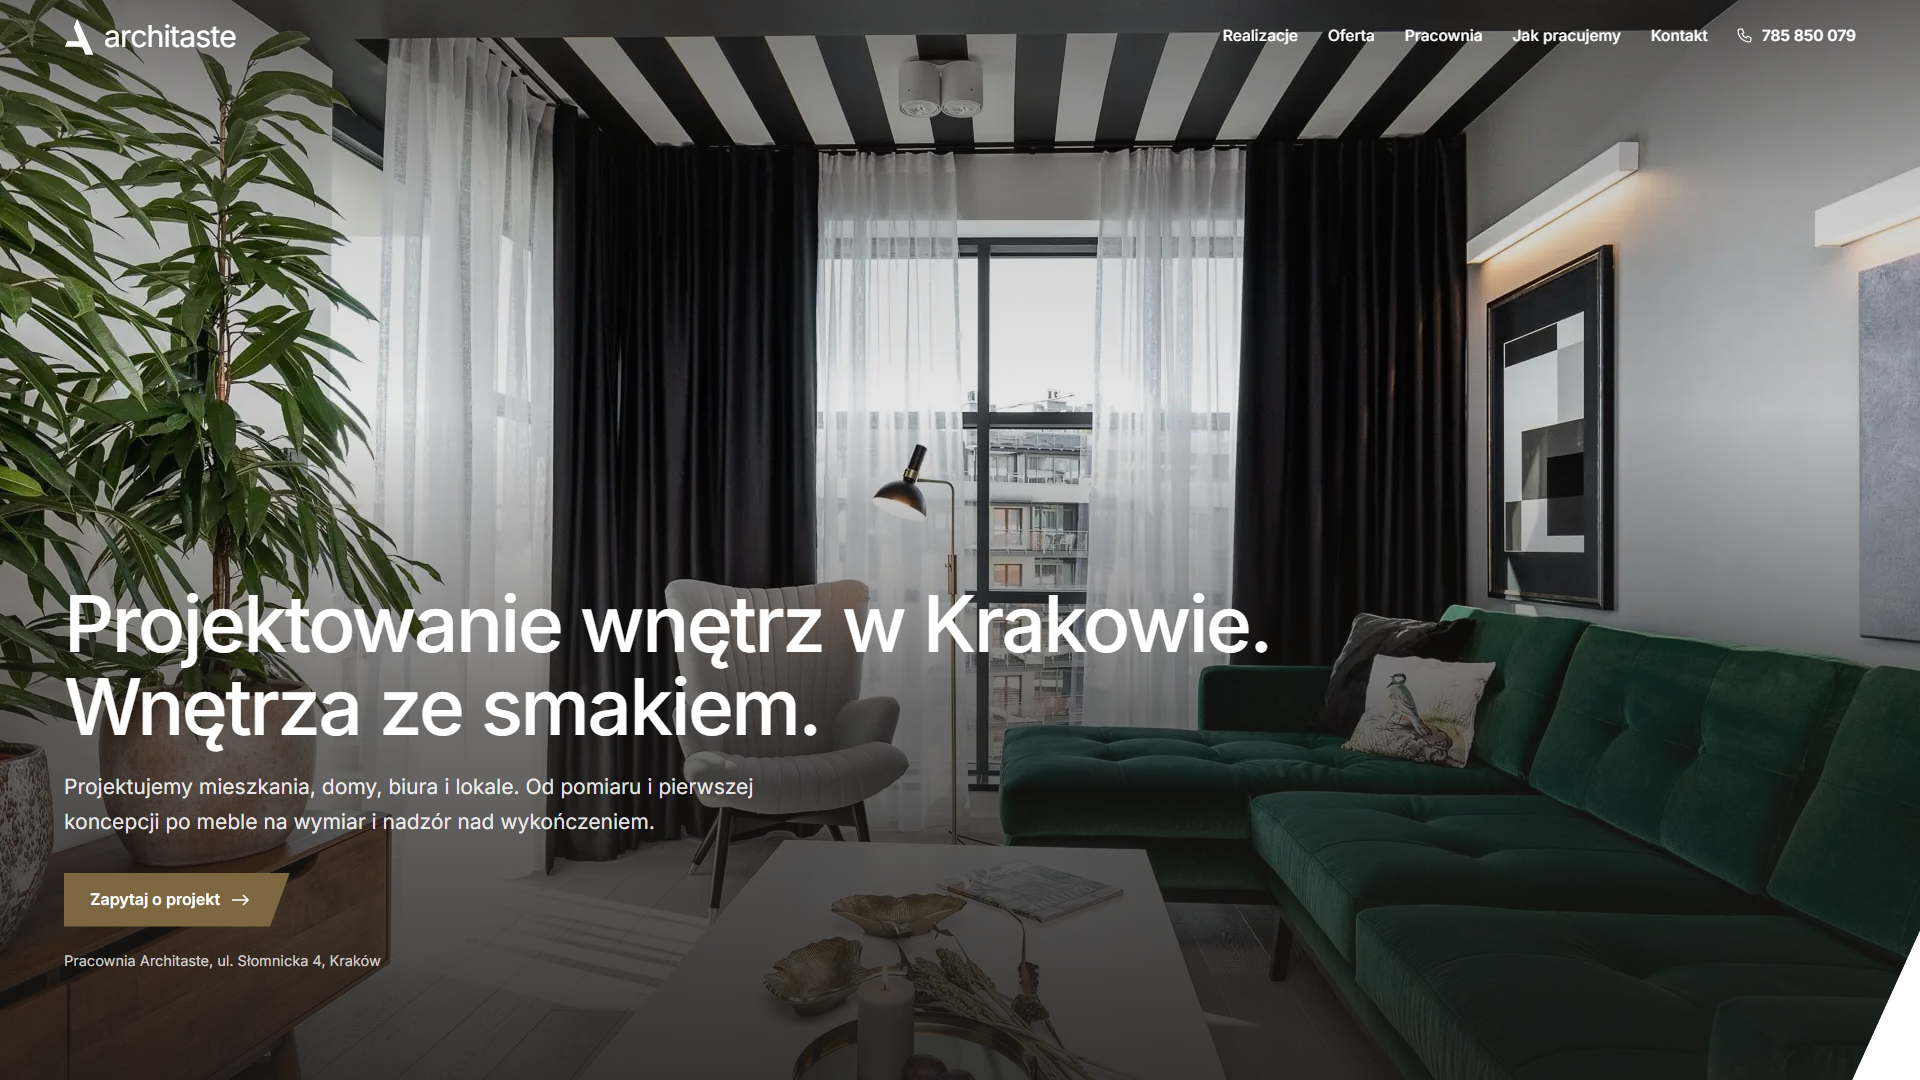 architaste
Realizacje Oferta Pracownia Jak pracujemy Kontakt 785 850 079
Projektowanie wnętrz w Krakowie.
Wnętrza ze smakiem.
Projektujemy mieszkania, domy, biura i lokale. Od pomiaru i pierwszej
koncepcji po meble na wymiar i nadzór nad wykończeniem.
Zapytaj o projekt →
Pracownia Architaste, ul. Słomnicka 4, Kraków